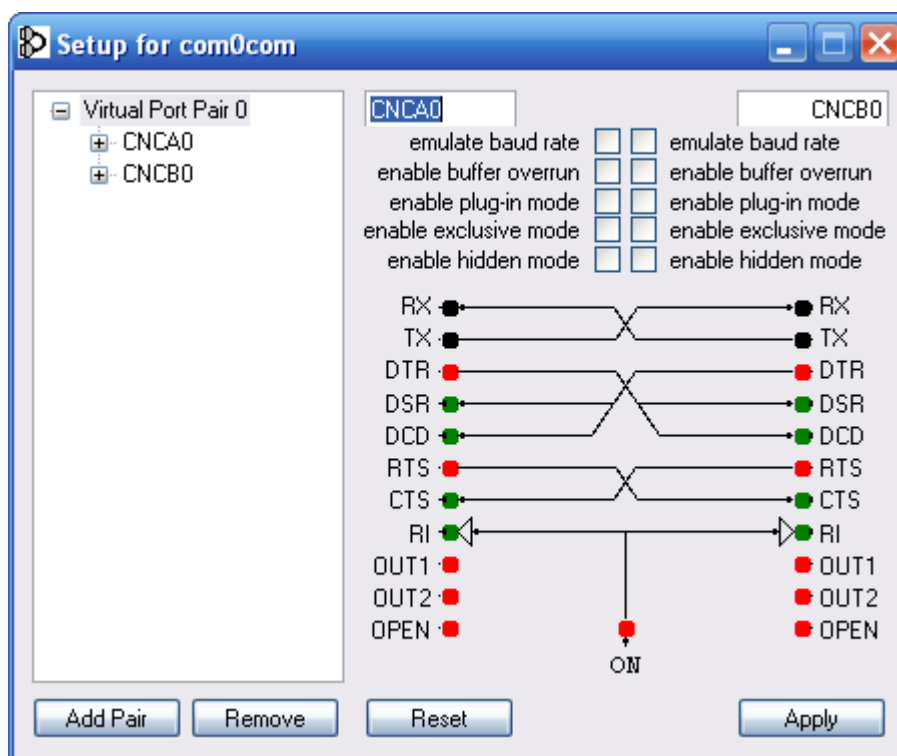 Setup for com0com
Virtual Port Pair 0
CNCA0
CNCB0
CNCA0 CNCB0
emulate baud rate emulate baud rate
enable buffer overrun enable buffer overrun
enable plug-in mode enable plug-in mode
enable exclusive mode enable exclusive mode
enable hidden mode enable hidden mode
RX RX
TX TX
DTR DTR
DSR DSR
DCD DCD
RTS RTS
CTS CTS
RI RI
OUT1 OUT1
OUT2 OUT2
OPEN OPEN
ON
Add Pair Remove Reset Apply